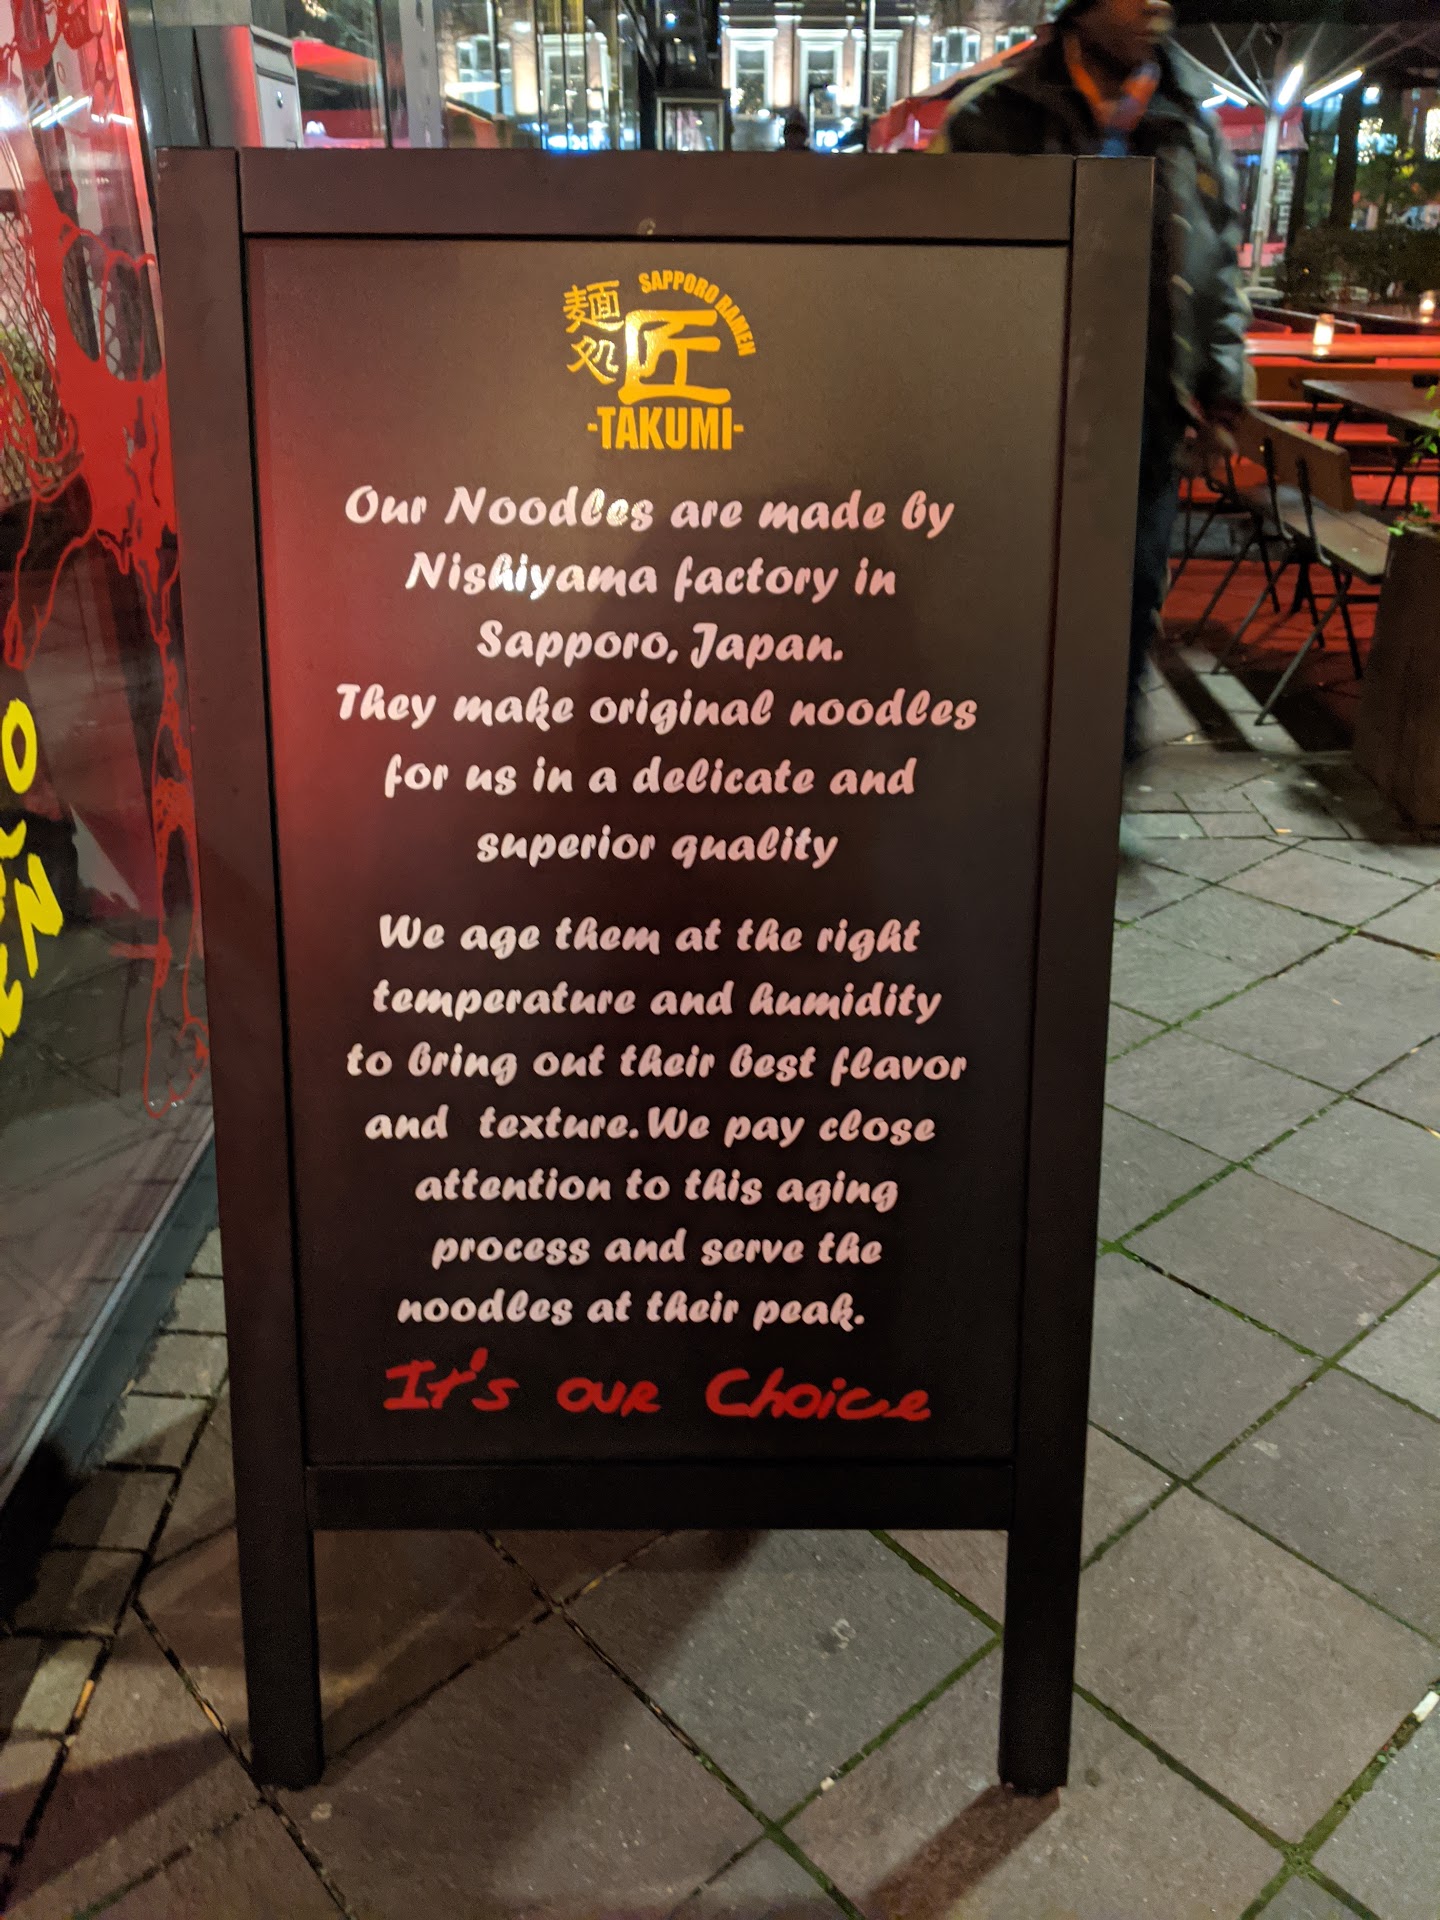 SAPPORO RAMEN
麺処
匠
-TAKUMI-
Our Noodles are made by
Nishiyama factory in
Sapporo, Japan.
They make original noodles
for us in a delicate and
superior quality
We age them at the right
temperature and humidity
to bring out their best flavor
and texture. We pay close
attention to this aging
process and serve the
noodles at their peak.
It's our Choice